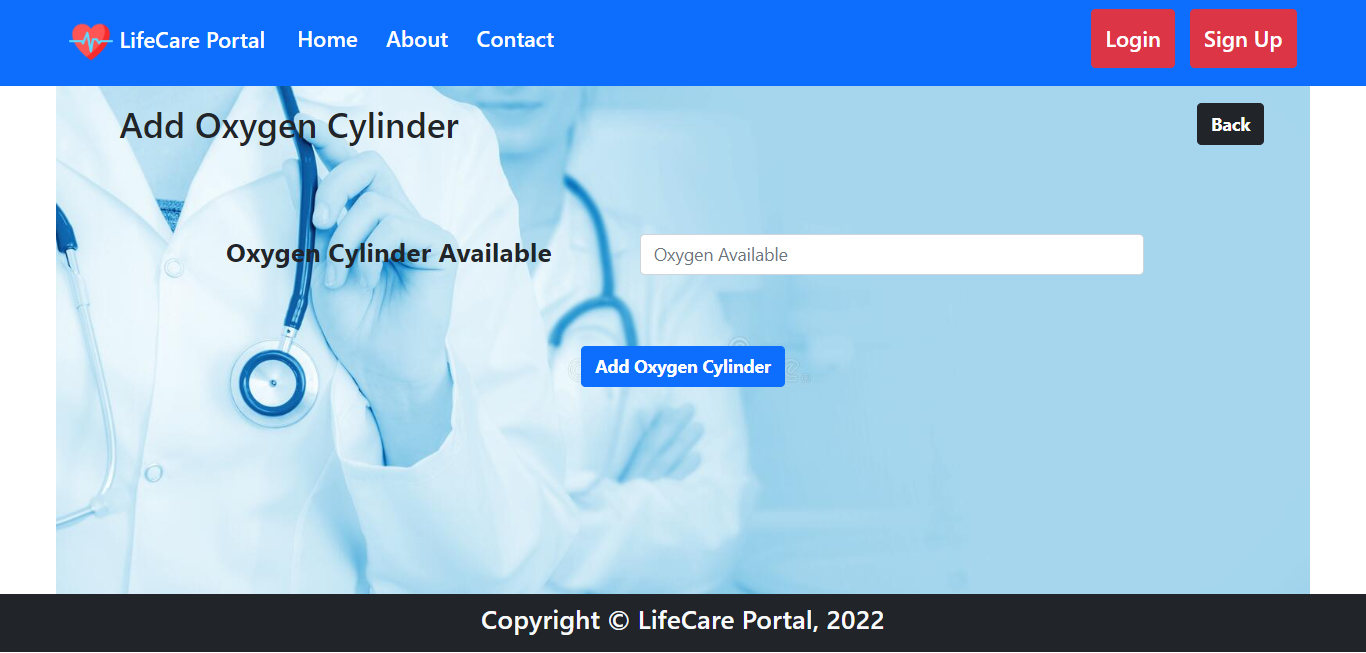 LifeCare Portal Home About Contact Login Sign Up
Add Oxygen Cylinder Back
Oxygen Cylinder Available Oxygen Available
Add Oxygen Cylinder
Copyright © LifeCare Portal, 2022